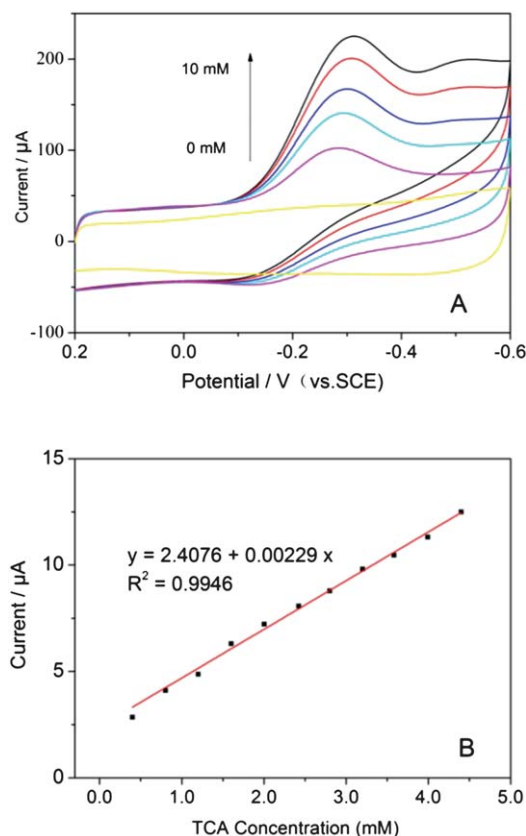 200
100
0
-100
Current / μA
10 mM
0 mM
A
0.2 0.0 -0.2 -0.4 -0.6
Potential / V（vs.SCE)
15
10
5
0
Current / μA
y = 2.4076 + 0.00229 x
R² = 0.9946
B
0.0 1.0 2.0 3.0 4.0 5.0
TCA Concentration (mM)